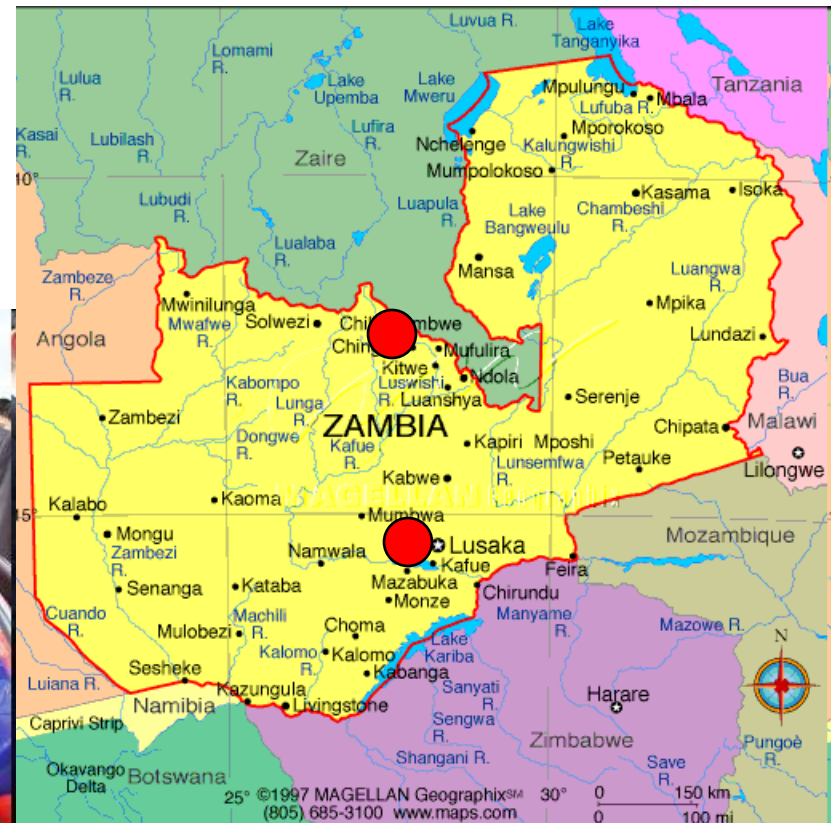 Luvua R.
Lake
Tanganyika
Lomami
R.
Lulua
R.
Lake
Upemba
Lake
Mweru
Mpulungu
Tanzania
Lufuba R.
Mbala
Kasai
R.
Lubilash
R.
Lufira
R.
Zaire
Nchelenge
Mporokoso
Kalungwishi
R.
Mumpolokoso
10°
Lubudi
R.
Luapula
R.
Kasama
Isoka
Lake
Bangweulu
Chambeshi
R.
Lualaba
R.
Mansa
Luangwa
R.
Zambeze
R.
Mwinilunga
Mwafwe
R.
Solwezi
Mpika
Angola
Mufulira
Lundazi
Kitwe
Kabompo
R.
Lunga
R.
Luswishi
R.
Ndola
Luanshya
Bua
R.
Serenje
Zambezi
ZAMBIA
Chipata
Malawi
Dongwe
R.
Kafue
R.
Kapiri Mposhi
Lunsemfwa
R.
Petauke
Lilongwe
Kabwe
Kalabo
Kaoma
MAGELLAN
15°
Mumbwa
Mongu
Zambezi
R.
Namwala
Lusaka
Mozambique
Kafue
Feira
Senanga
Kataba
Mazabuka
Chirundu
Monze
Manyame
R.
Cuando
R.
Machili
R.
Mulobezi
Choma
Mazowe R.
N
Kalomo
R.
Kalomo
Lake
Kariba
Luiana R.
Sesheke
Kabanga
Sanyati
R.
Harare
Kazungula
Livingstone
Namibia
Caprivi Strip
Sengwa
R.
Zimbabwe
Pungoè
R.
Shangani R.
Save
R.
Okavango
Delta
Botswana
25°
©1997 MAGELLAN Geographix℠
30°
0 150 km
(805) 685-3100 www.maps.com
0 100 mi